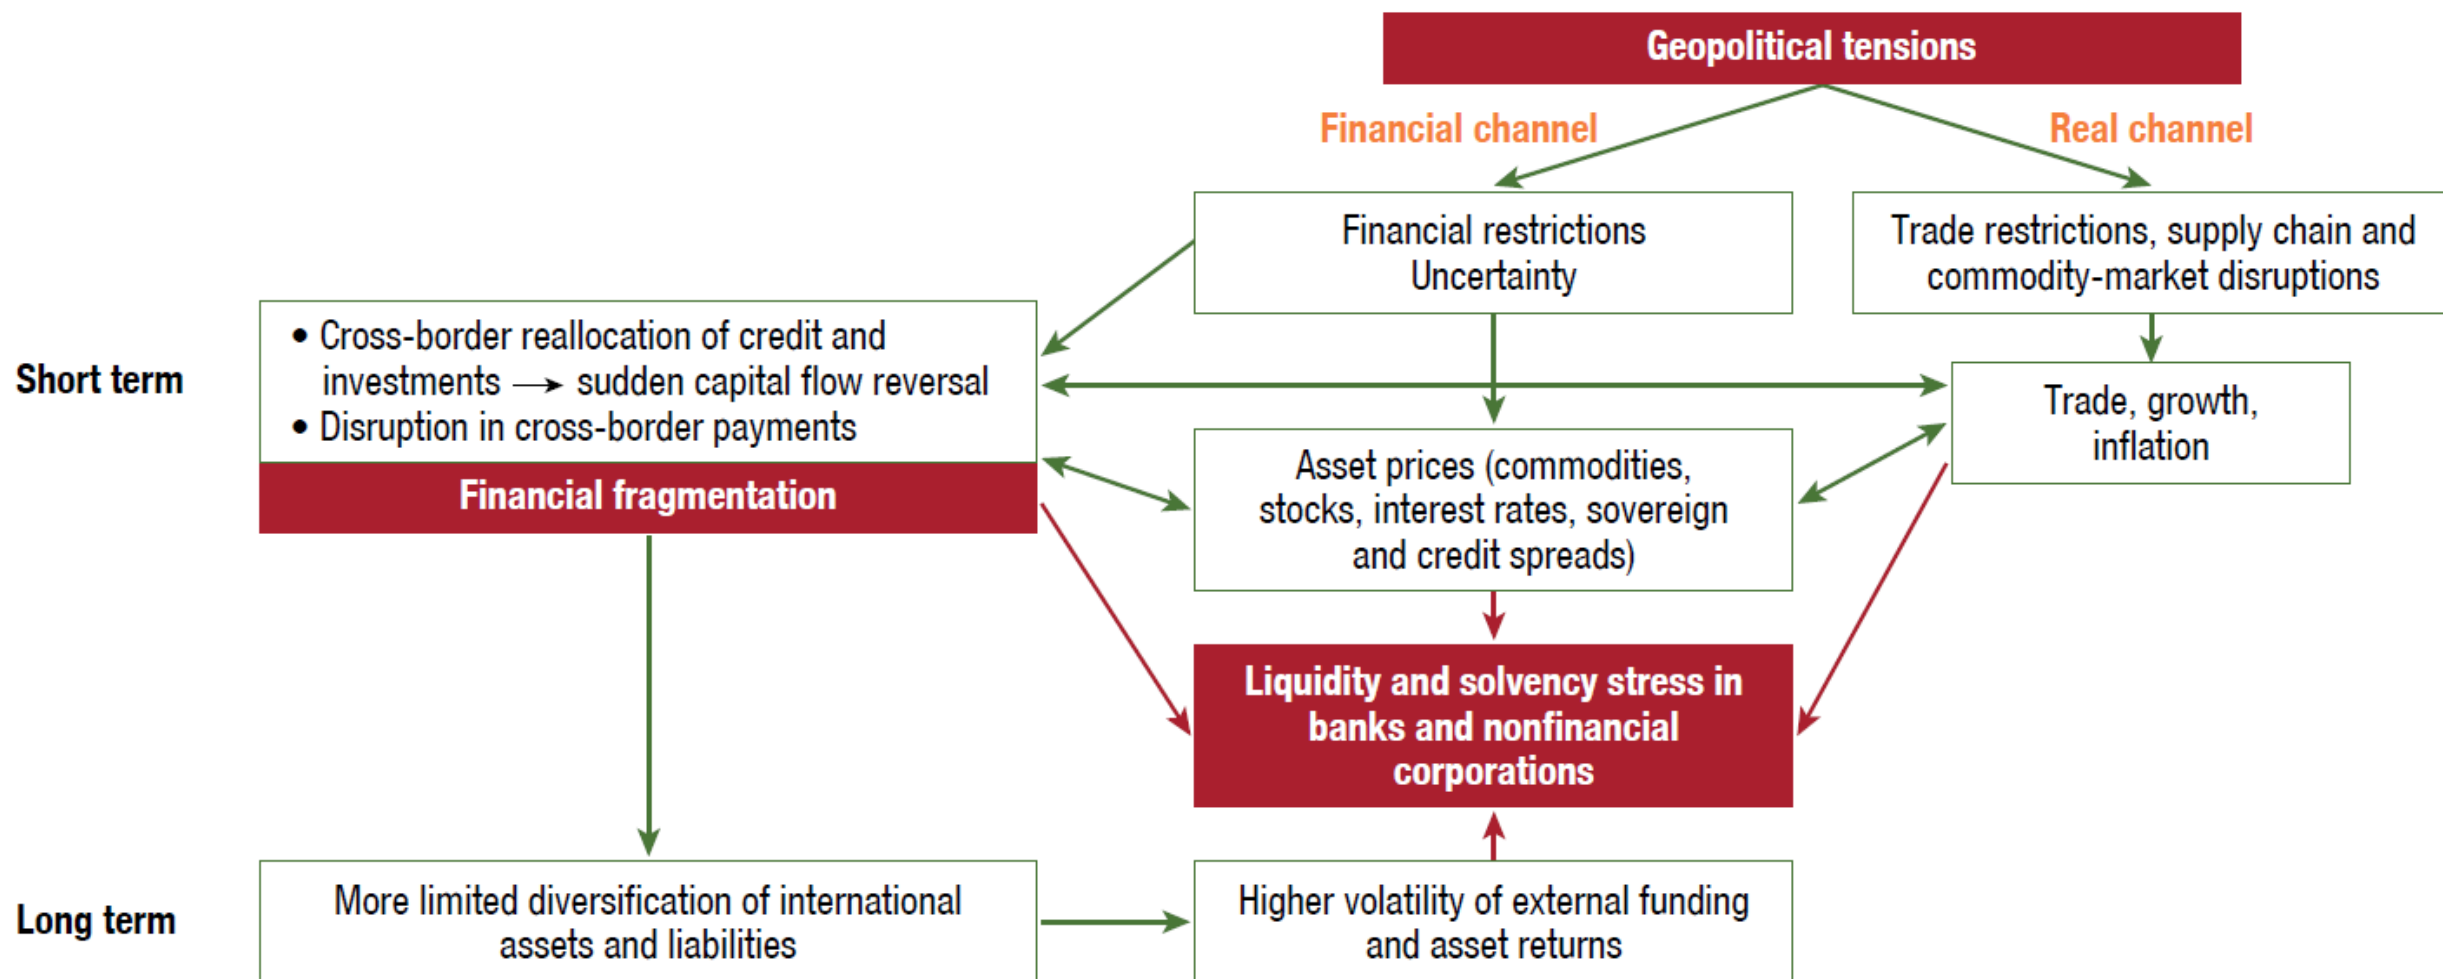 Geopolitical tensions
Financial channel
Real channel
Financial restrictions
Uncertainty
Trade restrictions, supply chain and
commodity-market disruptions
Short term
• Cross-border reallocation of credit and
investments → sudden capital flow reversal
• Disruption in cross-border payments
Financial fragmentation
Trade, growth,
inflation
Asset prices (commodities,
stocks, interest rates, sovereign
and credit spreads)
Liquidity and solvency stress in
banks and nonfinancial
corporations
Long term
More limited diversification of international
assets and liabilities
Higher volatility of external funding
and asset returns